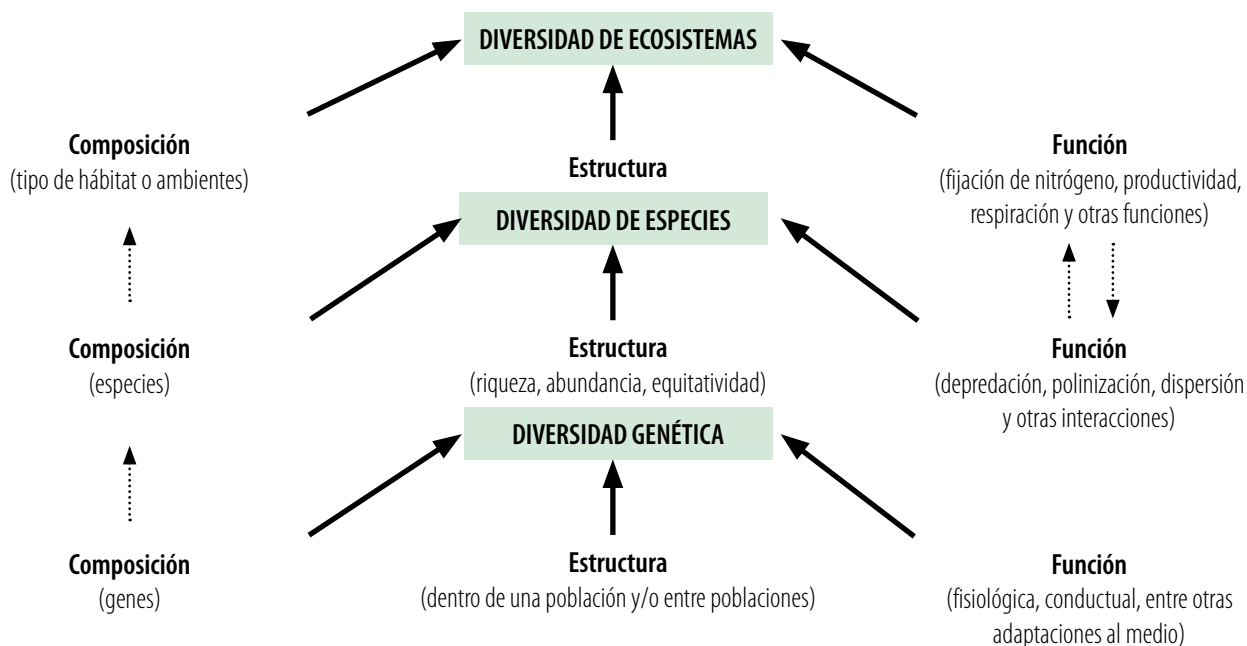 DIVERSIDAD DE ECOSISTEMAS
Composición
(tipo de hábitat o ambientes)
Estructura
Función
(fijación de nitrógeno, productividad,
respiración y otras funciones)
DIVERSIDAD DE ESPECIES
Composición
(especies)
Estructura
(riqueza, abundancia, equitatividad)
Función
(depredación, polinización, dispersión
y otras interacciones)
DIVERSIDAD GENÉTICA
Composición
(genes)
Estructura
(dentro de una población y/o entre poblaciones)
Función
(fisiológica, conductual, entre otras
adaptaciones al medio)